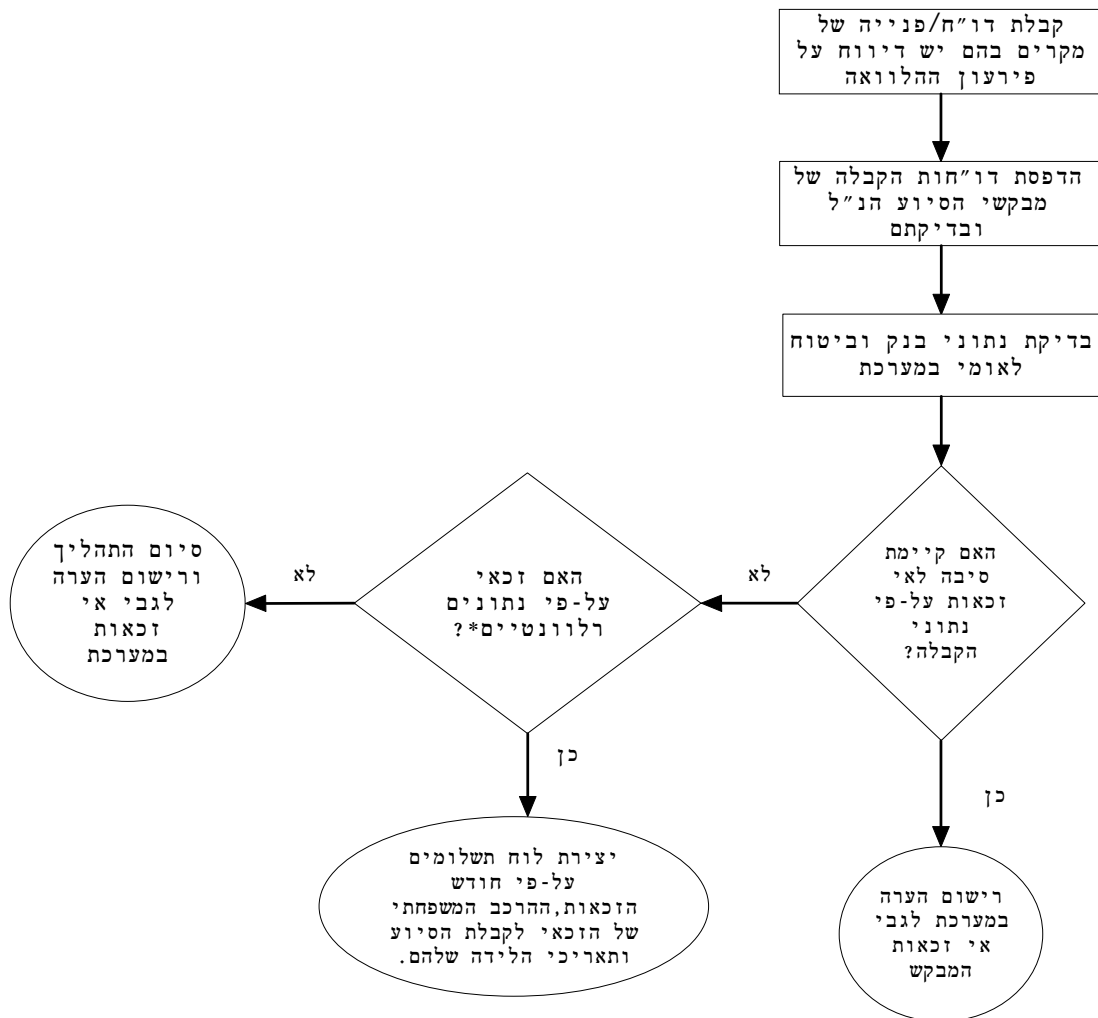 קבלת דו"ח/פנייה של
מקרים בהם יש דיווח על
פירעון ההלוואה
הדפסת דו"חות הקבלה של
מבקשי הסיוע הנ"ל
ובדיקתם
בדיקת נתוני בנק וביטוח
לאומי במערכת
האם קיימת
סיבה לאי
זכאות על-פי
נתוני
הקבלה?
לא
כן
האם זכאי
על-פי נתונים
רלוונטיים*?
לא
כן
סיום התהליך
ורישום הערה
לגבי אי
זכאות
במערכת
יצירת לוח תשלומים
על-פי חודש
הזכאות,ההרכב המשפחתי
של הזכאי לקבלת הסיוע
ותאריכי הלידה שלהם.
רישום הערה
במערכת לגבי
אי זכאות
המבקש